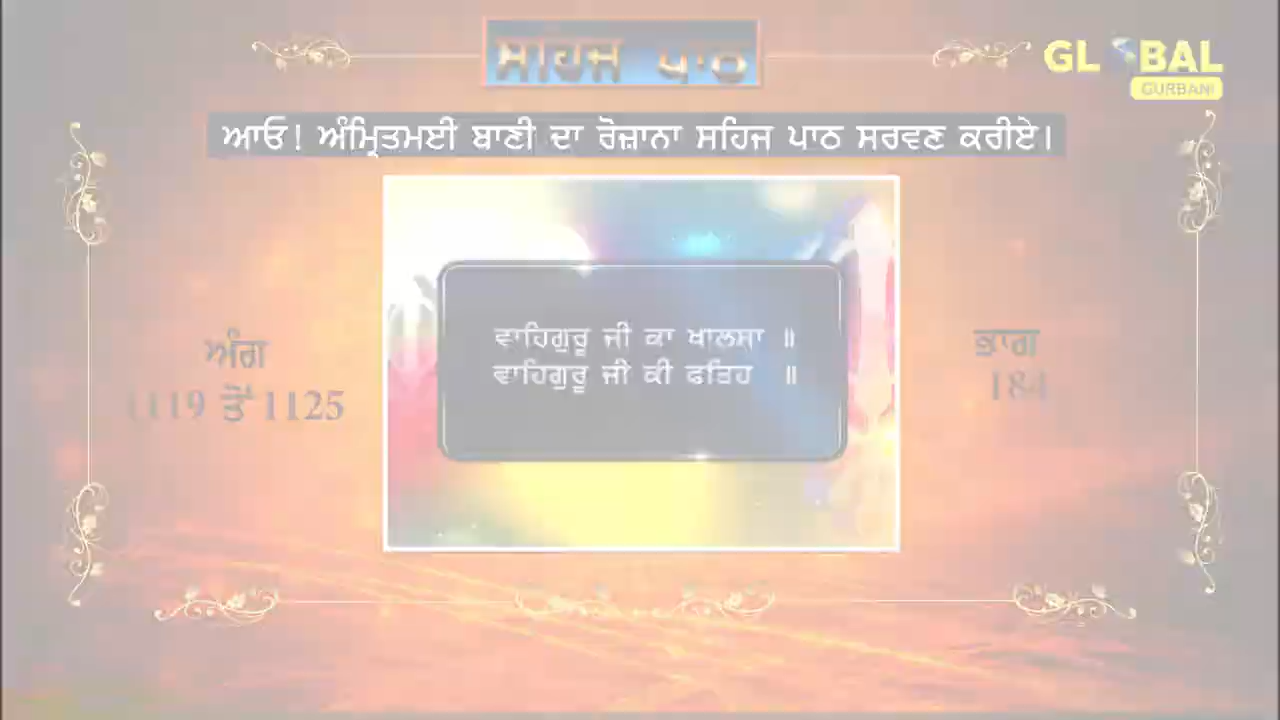 ਸਹਿਜ ਪਾਠ
GLOBAL
GURBANI
ਆਓ! ਅੰਮ੍ਰਿਤਮਈ ਬਾਣੀ ਦਾ ਰੋਜ਼ਾਨਾ ਸਹਿਜ ਪਾਠ ਸਰਵਣ ਕਰੀਏ।
ਵਾਹਿਗੁਰੂ ਜੀ ਕਾ ਖਾਲਸਾ ॥
ਵਾਹਿਗੁਰੂ ਜੀ ਕੀ ਫਤਿਹ ॥
ਅੰਗ
1119 ਤੋਂ 1125
ਭਾਗ
184